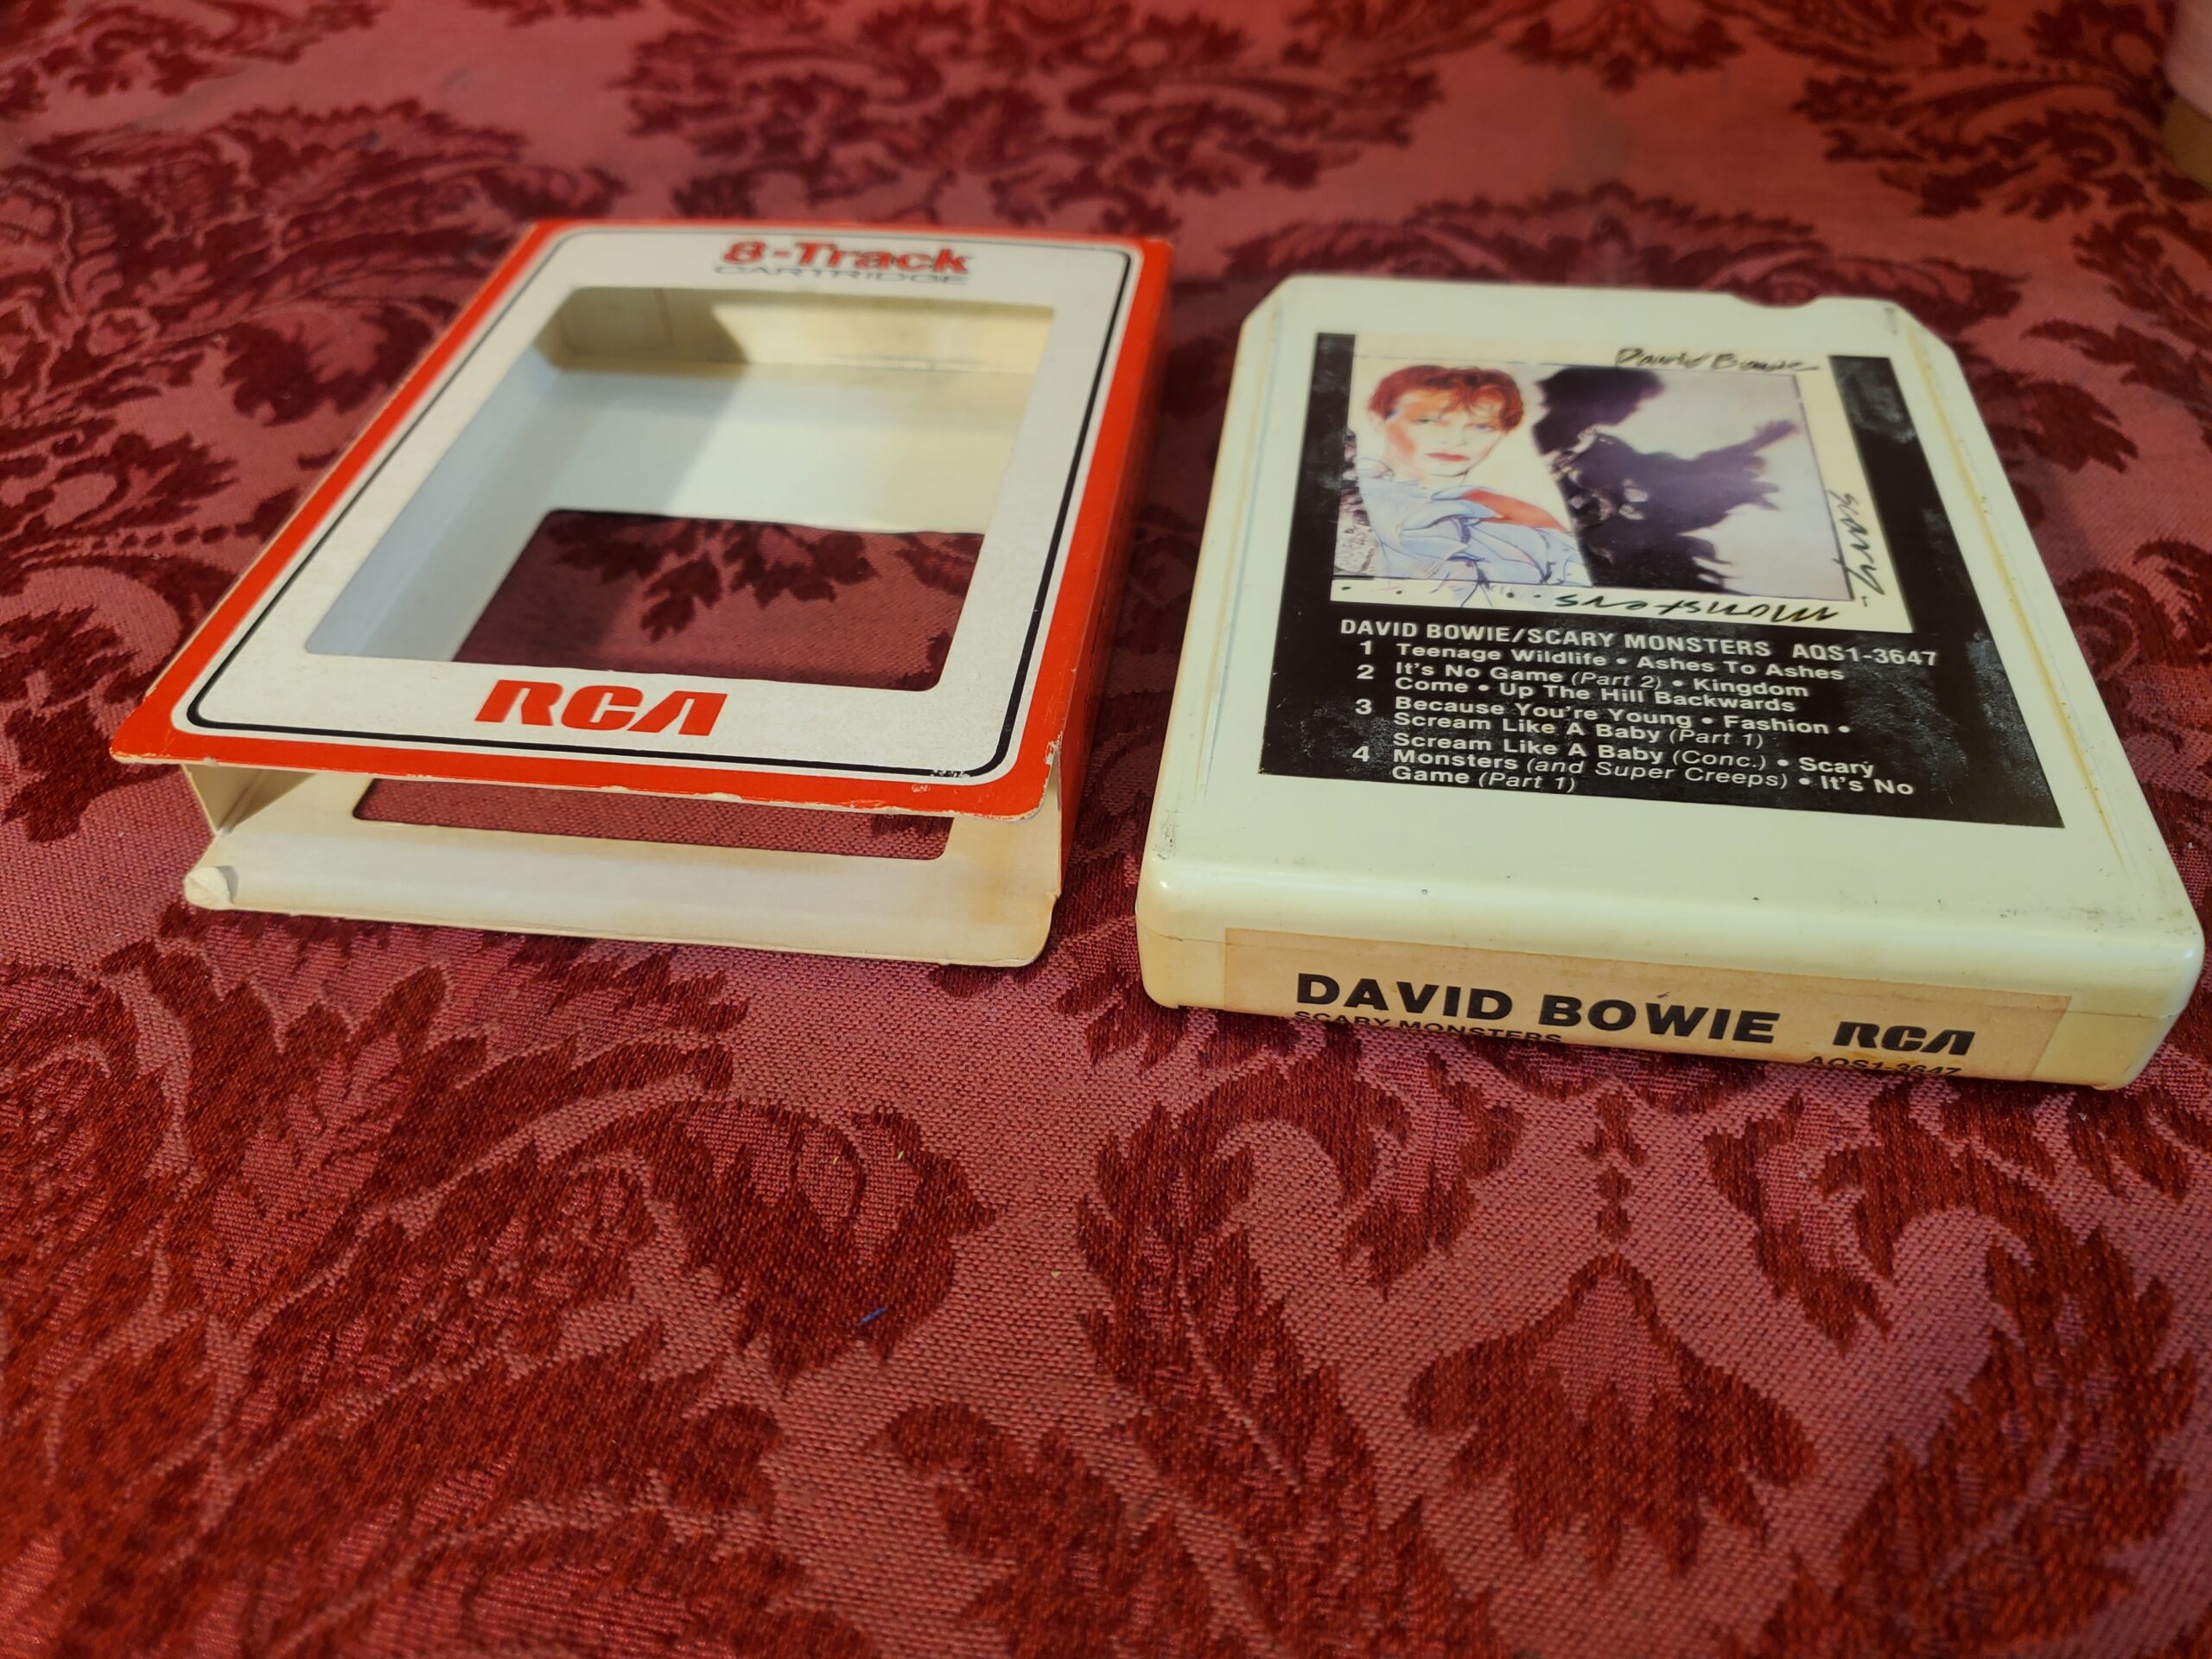 8-Track
CARTRIDGE
RCA
David Bowie
Scary
Monsters
DAVID BOWIE/SCARY MONSTERS AQS1-3647
1 Teenage Wildlife • Ashes To Ashes
2 It's No Game (Part 2) • Kingdom
Come • Up The Hill Backwards
3 Because You're Young • Fashion •
Scream Like A Baby (Part 1)
Scream Like A Baby (Conc.) • Scary
4 Monsters (and Super Creeps) • It's No
Game (Part 1)
DAVID BOWIE RCA
SCARY MONSTERS
AQS1-3647